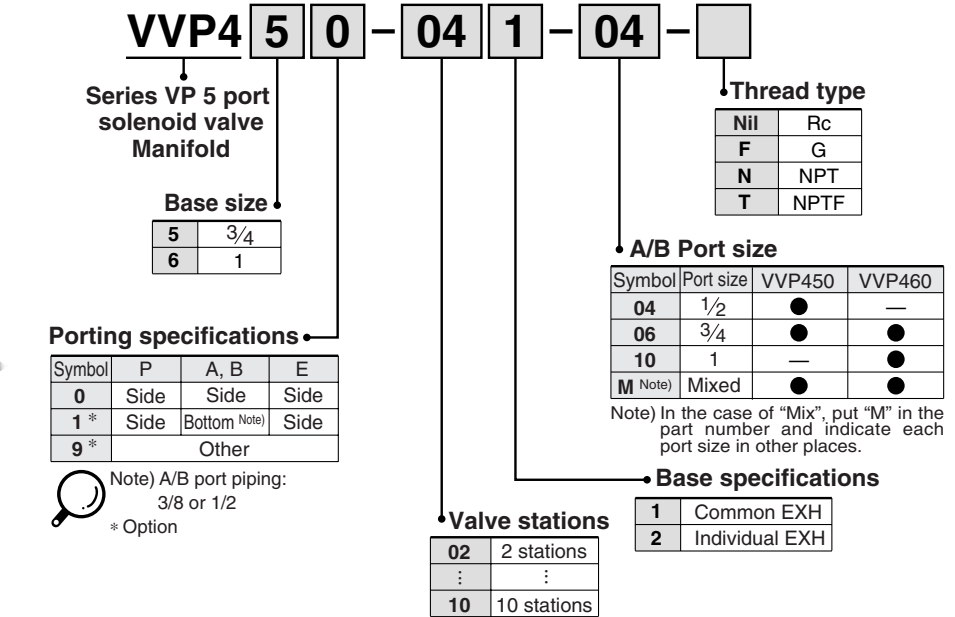 VVP4 5 0 – 04 1 – 04 –
Series VP 5 port
solenoid valve
Manifold
Thread type
Nil Rc
F G
N NPT
T NPTF
Base size
5 3/4
6 1
A/B Port size
Symbol Port size VVP450 VVP460
04 1/2 ● —
06 3/4 ● ●
10 1 — ●
M Note) Mixed ● ●
Note) In the case of “Mix”, put “M” in the
part number and indicate each
port size in other places.
Porting specifications
Symbol P A, B E
0 Side Side Side
1 * Side Bottom Note) Side
9 * Other
Note) A/B port piping:
3/8 or 1/2
* Option
Base specifications
1 Common EXH
2 Individual EXH
Valve stations
02 2 stations
⋮ ⋮
10 10 stations